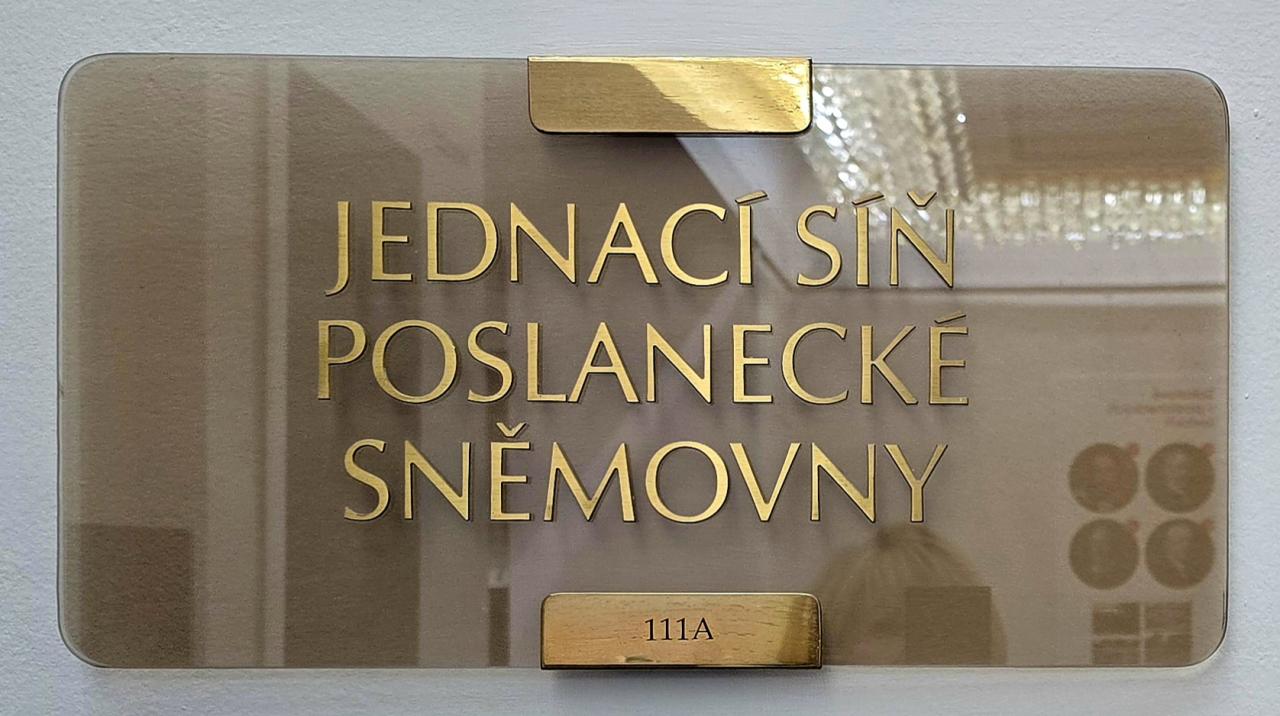 JEDNACÍ SÍŇ
POSLANECKÉ
SNĚMOVNY
111A